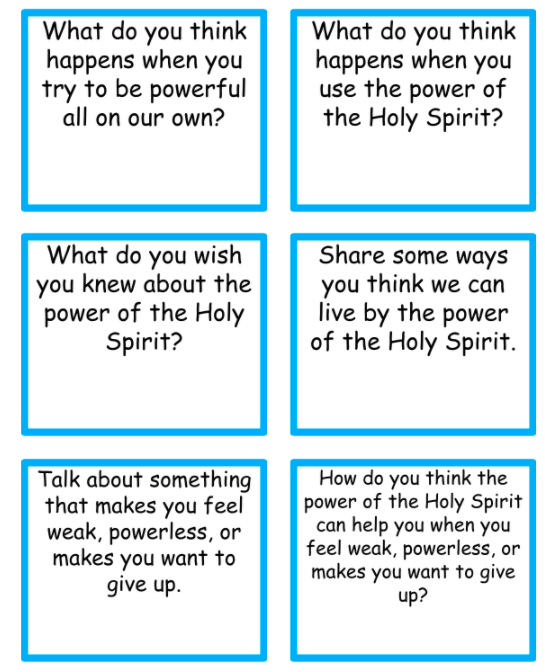 What do you think
happens when you
try to be powerful
all on our own?
What do you think
happens when you
use the power of
the Holy Spirit?
What do you wish
you knew about the
power of the Holy
Spirit?
Share some ways
you think we can
live by the power
of the Holy Spirit.
Talk about something
that makes you feel
weak, powerless, or
makes you want to
give up.
How do you think the
power of the Holy Spirit
can help you when you
feel weak, powerless, or
makes you want to give
up?